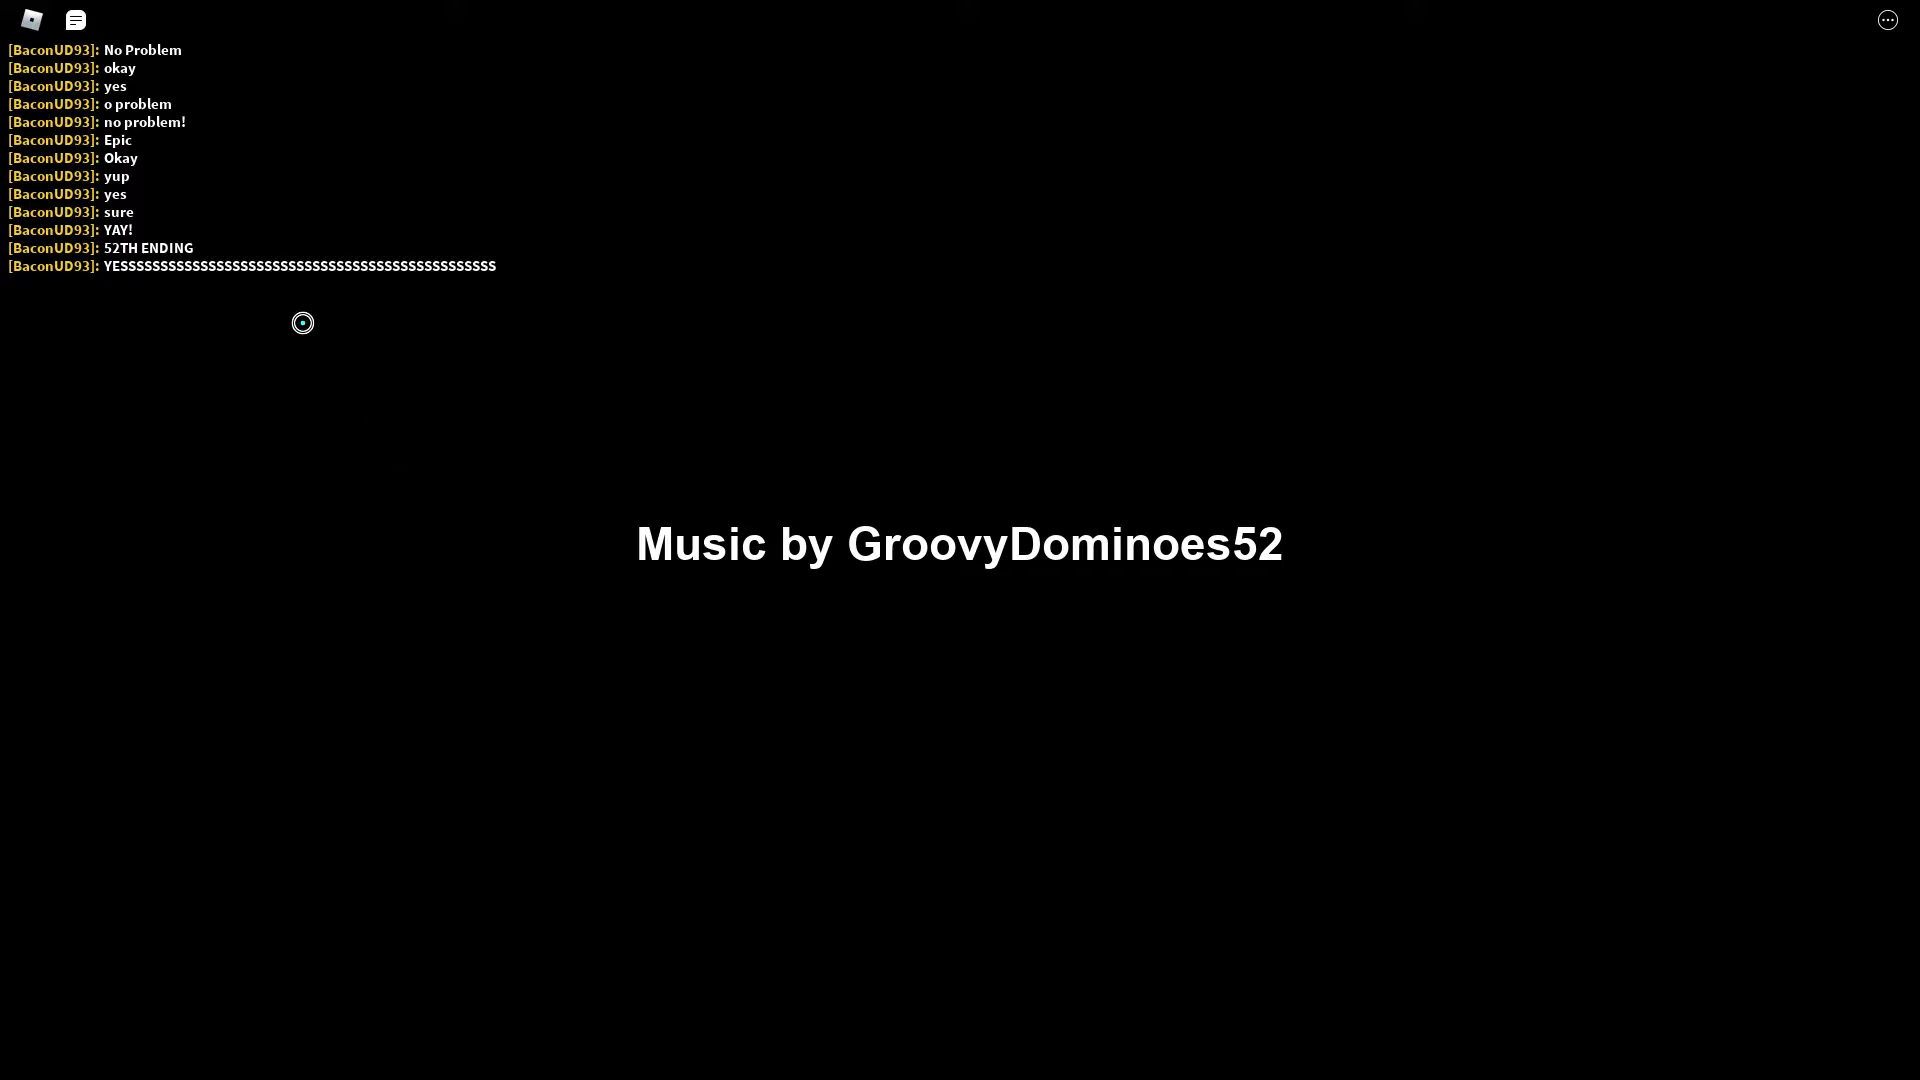 [BaconUD93]: No Problem
[BaconUD93]: okay
[BaconUD93]: yes
[BaconUD93]: o problem
[BaconUD93]: no problem!
[BaconUD93]: Epic
[BaconUD93]: Okay
[BaconUD93]: yup
[BaconUD93]: yes
[BaconUD93]: sure
[BaconUD93]: YAY!
[BaconUD93]: 52TH ENDING
[BaconUD93]: YESSSSSSSSSSSSSSSSSSSSSSSSSSSSSSSSSSSSSSSSSSSSSSS
Music by GroovyDominoes52